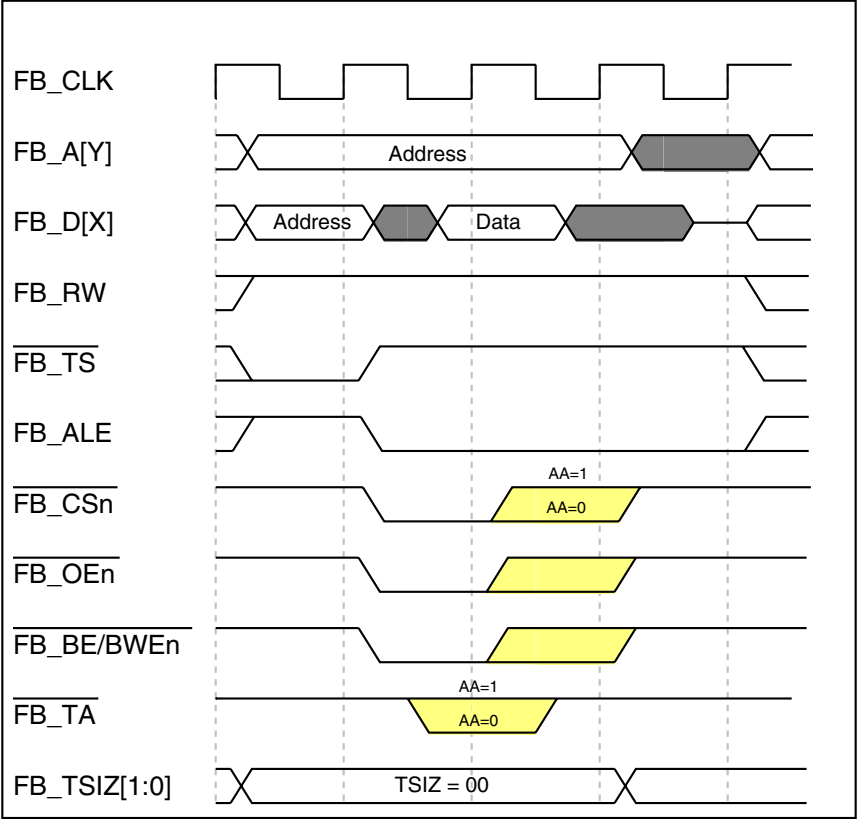 FB_CLK
FB_A[Y] Address
FB_D[X] Address Data
FB_RW
FB_TS
FB_ALE
AA=1
FB_CSn AA=0
FB_OEn
FB_BE/BWEn
AA=1
FB_TA AA=0
FB_TSIZ[1:0] TSIZ = 00